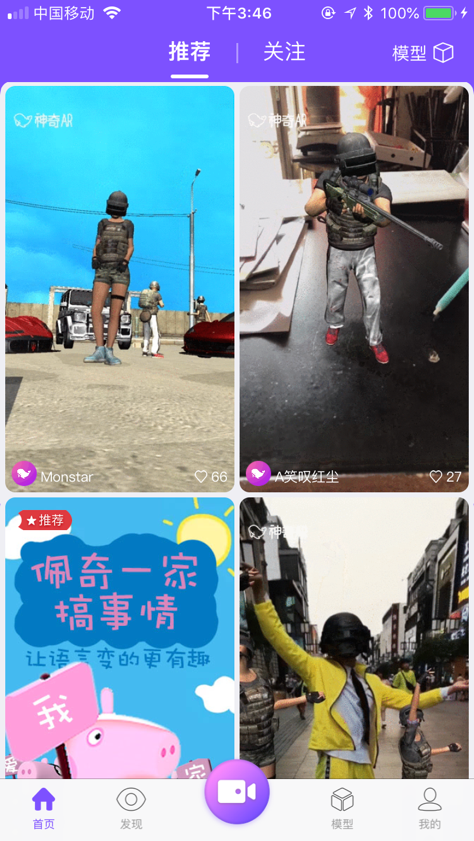 中国移动
下午3:46
100%
推荐
关注
模型
神奇AR
神奇AR
Monstar
66
A笑叹红尘
27
推荐
佩奇一家
搞事情
让语言变的更有趣
我
爱
家
神奇
首页
发现
模型
我的